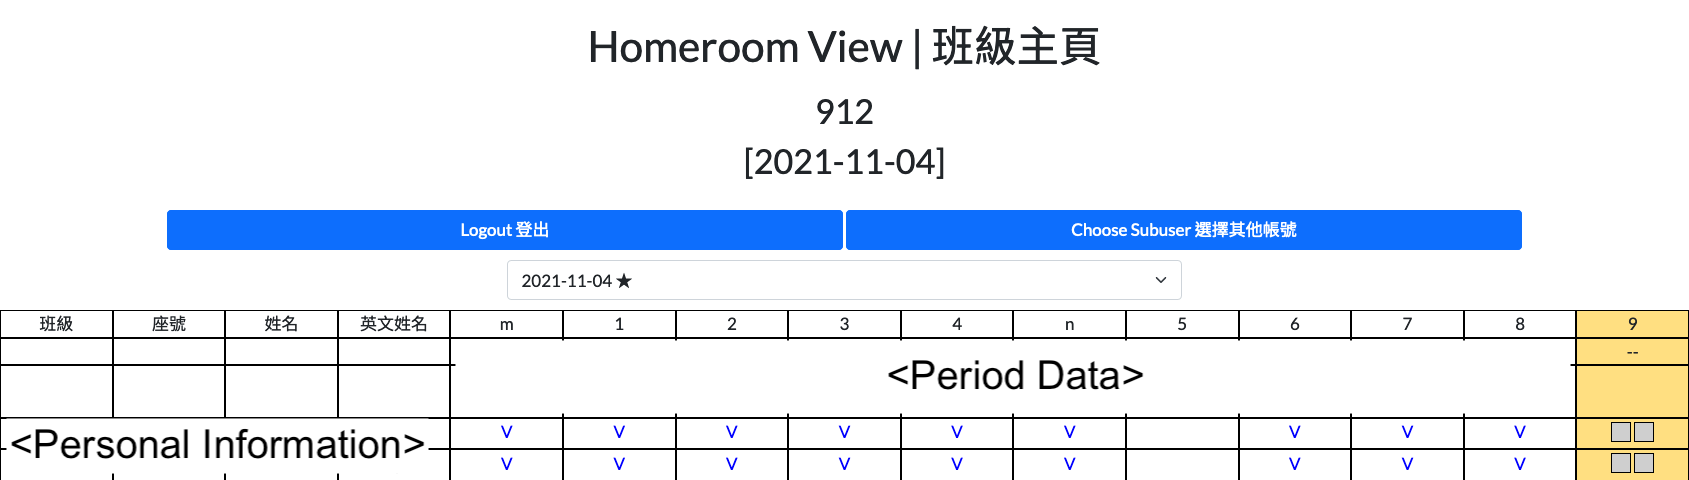 Homeroom View | 班級主頁
912
[2021-11-04]
Logout 登出 Choose Subuser 選擇其他帳號
2021-11-04 ★
班級 座號 姓名 英文姓名 m 1 2 3 4 n 5 6 7 8 9
--
<Period Data>
V V V V V V V V V
<Personal Information>
V V V V V V V V V